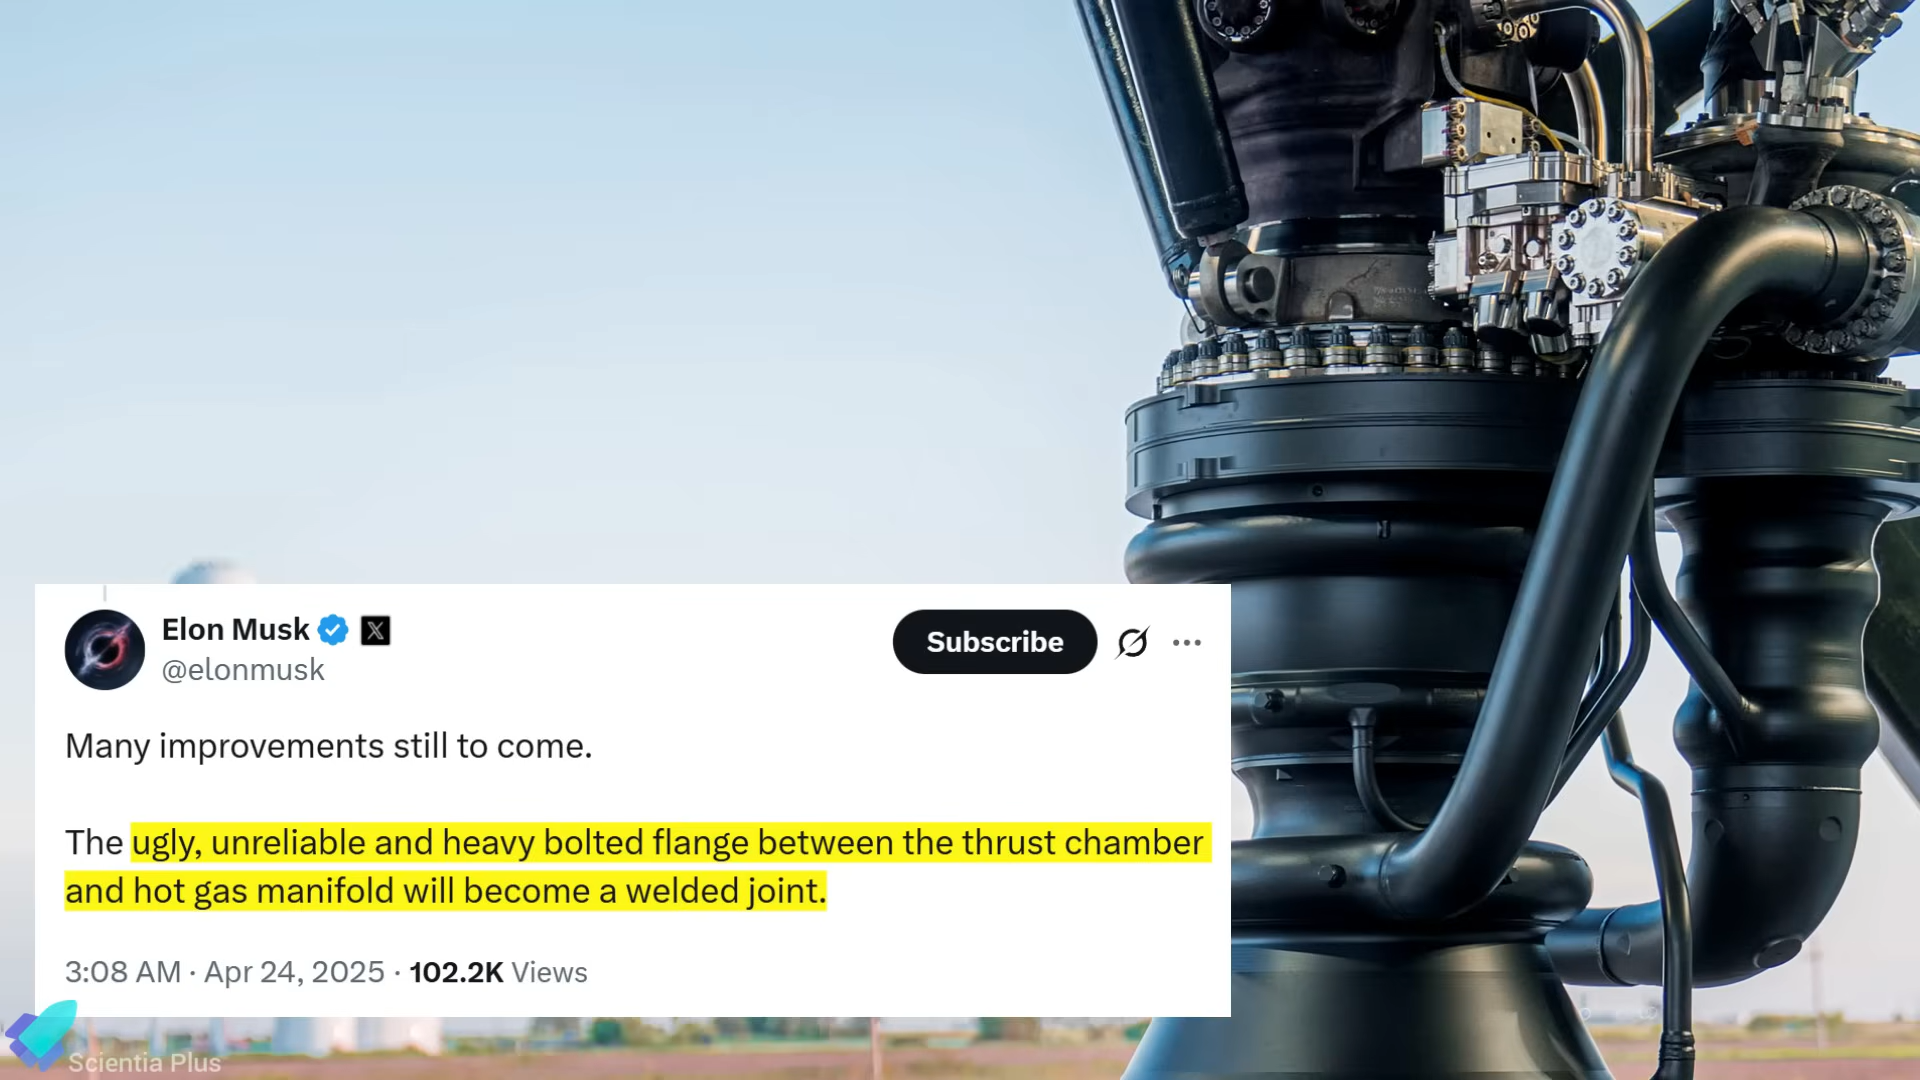 Elon Musk
@elonmusk
Subscribe
Many improvements still to come.
The ugly, unreliable and heavy bolted flange between the thrust chamber
and hot gas manifold will become a welded joint.
3:08 AM · Apr 24, 2025 · 102.2K Views
Scientia Plus